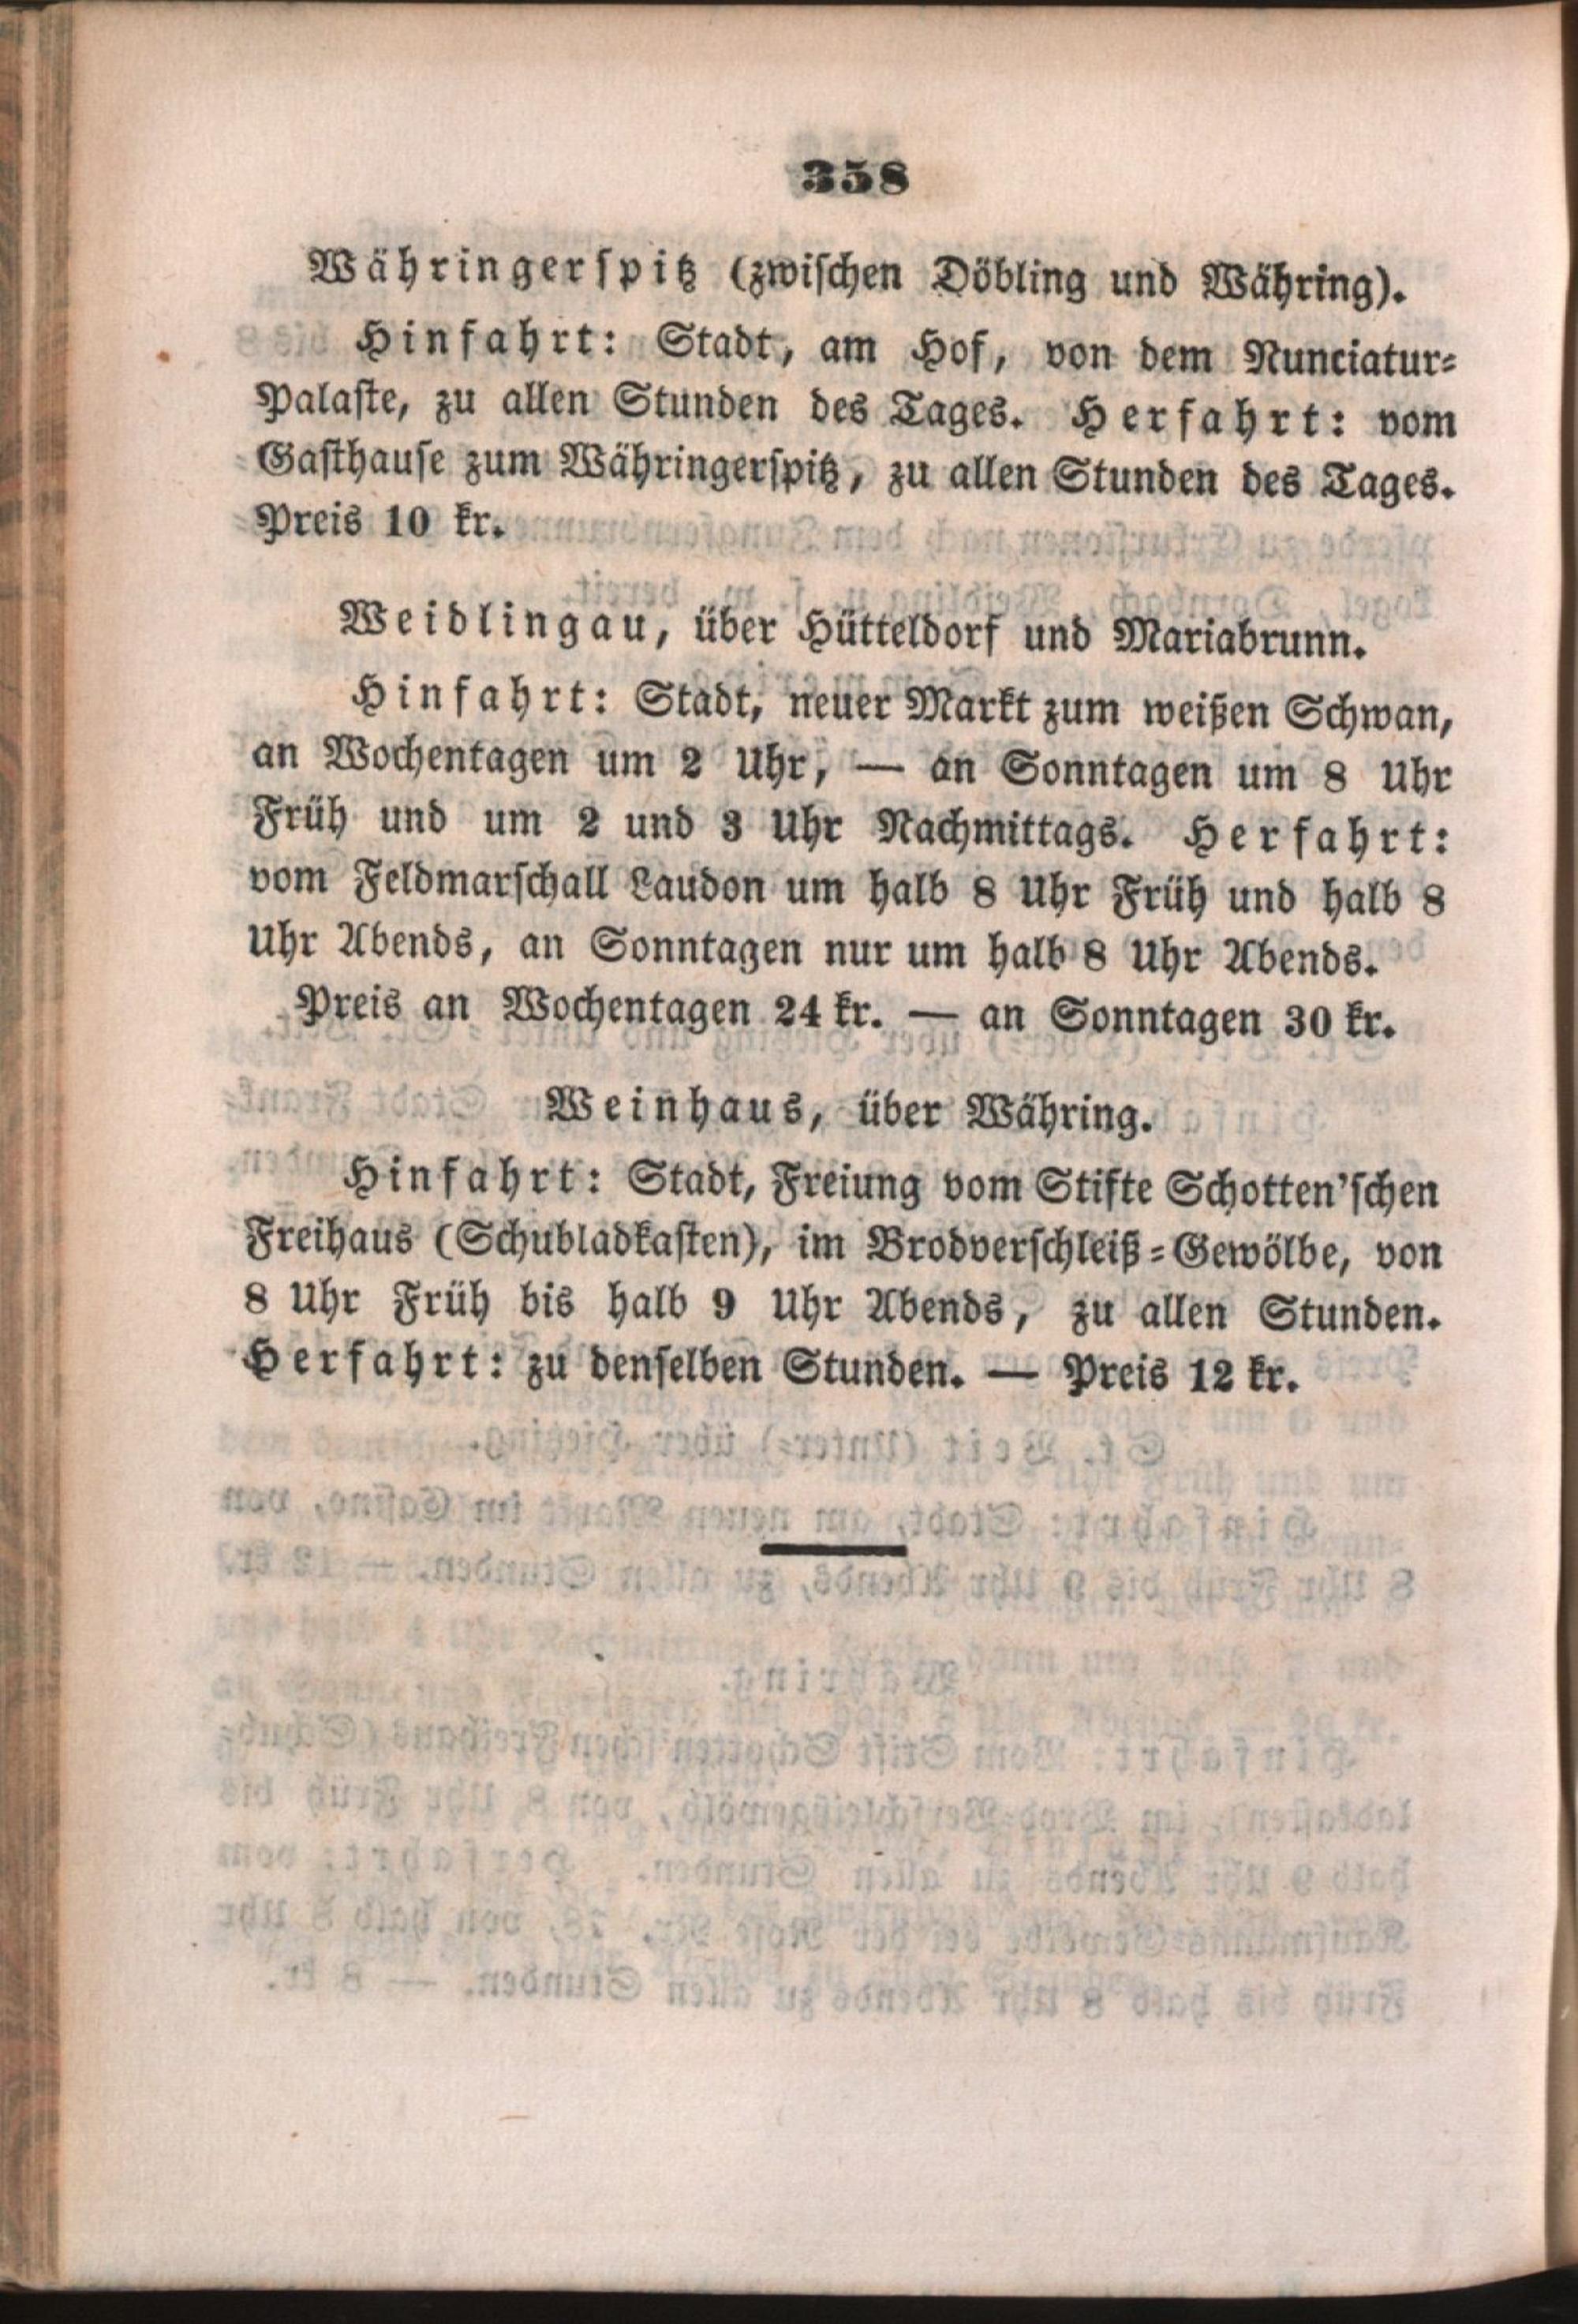 358
Währingerspitz (zwischen Döbling und Währing).
Hinfahrt: Stadt, am Hof, von dem Nunciatur-
Palaste, zu allen Stunden des Tages. Herfahrt: vom
Gasthause zum Währingerspitz, zu allen Stunden des Tages.
Preis 10 kr.
Weidlingau, über Hütteldorf und Mariabrunn.
Hinfahrt: Stadt, neuer Markt zum weißen Schwan,
an Wochentagen um 2 Uhr, — an Sonntagen um 8 Uhr
Früh und um 2 und 3 Uhr Nachmittags. Herfahrt:
vom Feldmarschall Laudon um halb 8 Uhr Früh und halb 8
Uhr Abends, an Sonntagen nur um halb 8 Uhr Abends.
Preis an Wochentagen 24 kr. — an Sonntagen 30 kr.
Weinhaus, über Währing.
Hinfahrt: Stadt, Freiung vom Stifte Schotten'schen
Freihaus (Schubladkasten), im Brodverschleiß-Gewölbe, von
8 Uhr Früh bis halb 9 Uhr Abends, zu allen Stunden.
Herfahrt: zu denselben Stunden. — Preis 12 kr.